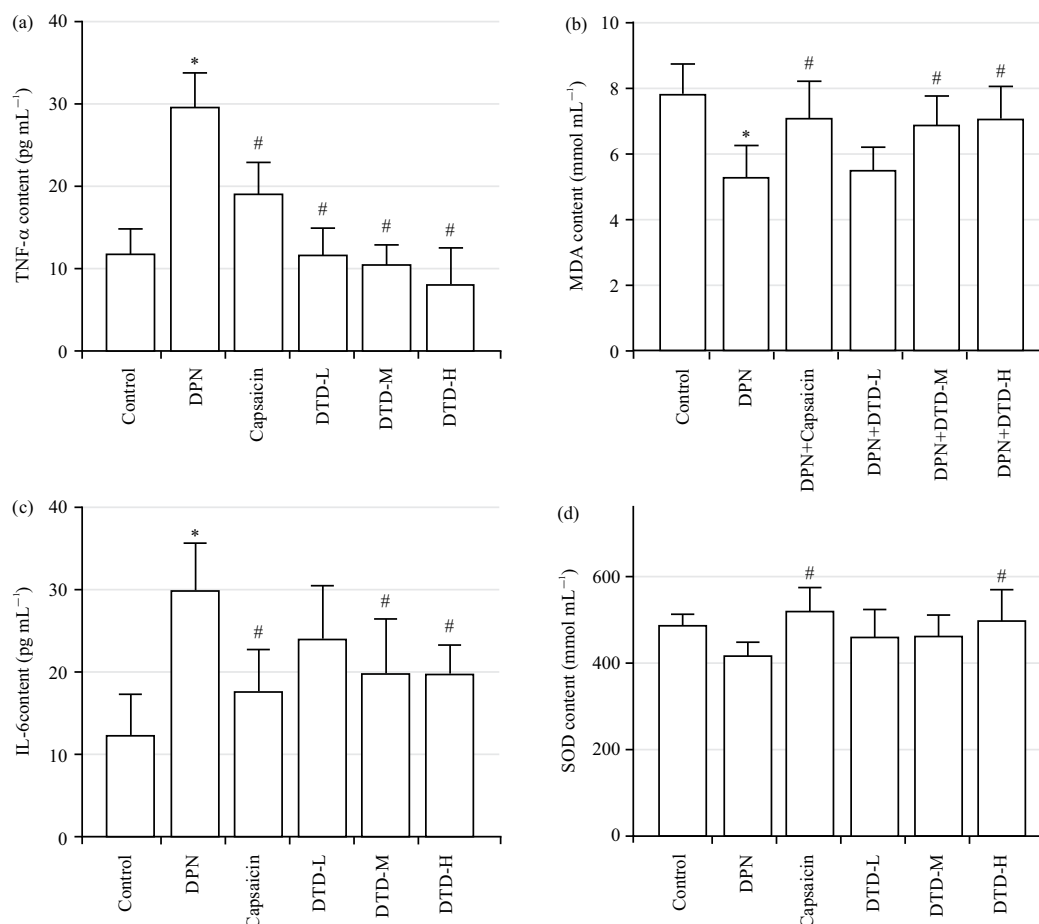 (a)
TNF-α content (pg mL⁻¹)
40
30
20
10
0
*
#
#
#
#
Control
DPN
Capsaicin
DTD-L
DTD-M
DTD-H
(b)
MDA content (mmol mL⁻¹)
10
8
6
4
2
0
*
#
#
#
Control
DPN
DPN+Capsaicin
DPN+DTD-L
DPN+DTD-M
DPN+DTD-H
(c)
IL-6content (pg mL⁻¹)
40
30
20
10
0
*
#
#
#
Control
DPN
Capsaicin
DTD-L
DTD-M
DTD-H
(d)
SOD content (mmol mL⁻¹)
600
400
200
0
#
#
Control
DPN
Capsaicin
DTD-L
DTD-M
DTD-H